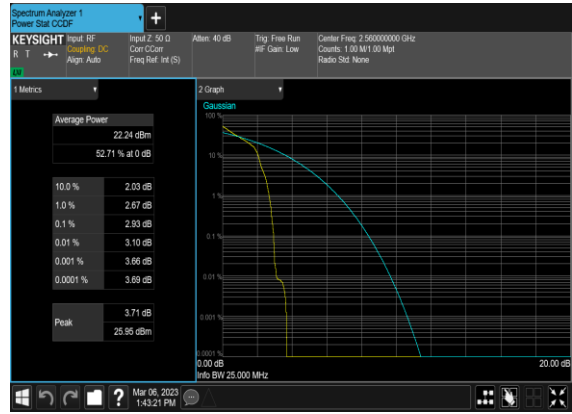 Spectrum Analyzer 1
Power Stat CCDF
+
KEYSIGHT
R T
LW
Input: RF
Coupling: DC
Align: Auto
Input Z: 50 Ω
Corr CCorr
Freq Ref: Int (S)
Atten: 40 dB
Trig: Free Run
#IF Gain: Low
Center Freq: 2.560000000 GHz
Counts: 1.00 M/1.00 Mpt
Radio Std: None
1 Metrics
Average Power
22.24 dBm
52.71 % at 0 dB
10.0 % 2.03 dB
1.0 % 2.67 dB
0.1 % 2.93 dB
0.01 % 3.10 dB
0.001 % 3.66 dB
0.0001 % 3.69 dB
Peak
3.71 dB
25.95 dBm
2 Graph
Gaussian
100 %
10 %
1 %
0.1 %
0.01 %
0.001 %
0.0001 %
0.00 dB
20.00 dB
Info BW 25.000 MHz
?
Mar 06, 2023
1:43:21 PM